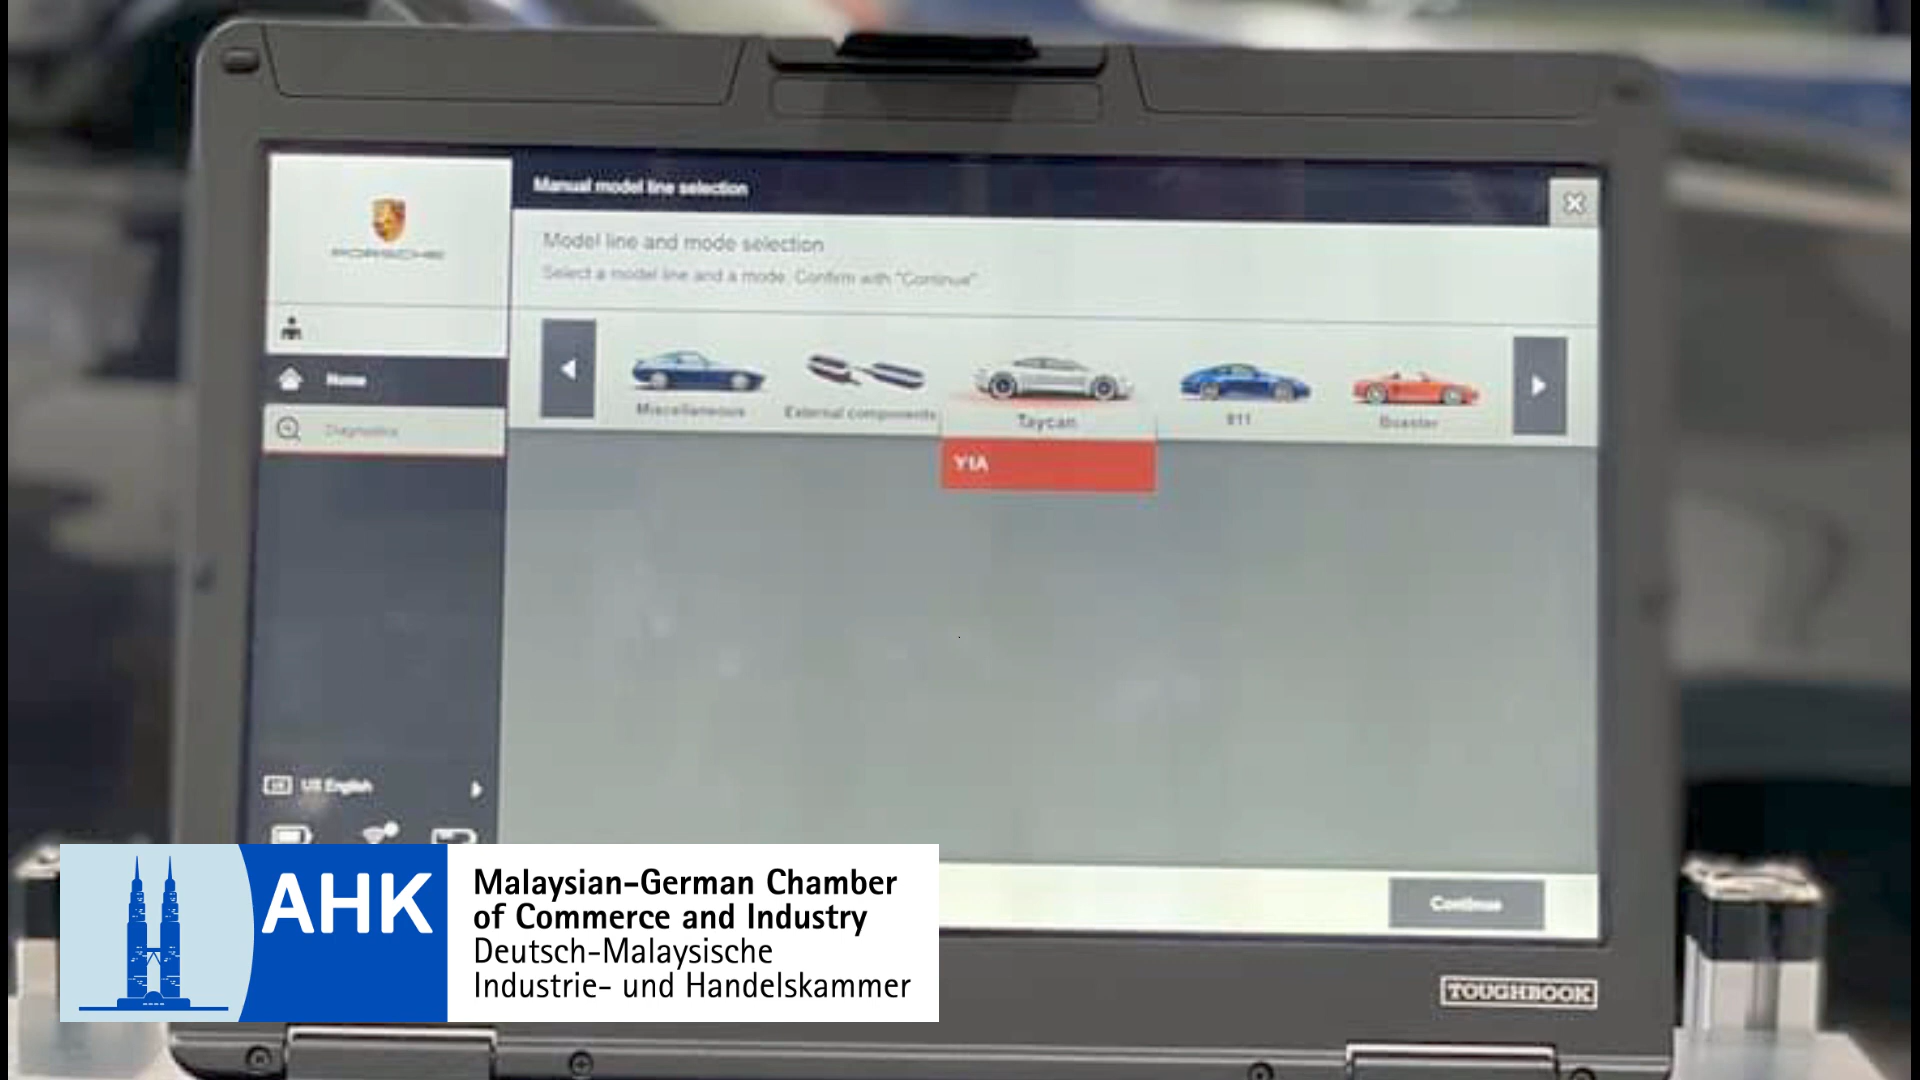 PORSCHE
Manual model line selection
Model line and mode selection
Select a model line and a mode. Confirm with "Continue"
Home
Diagnostics
Miscellaneous
External components
Taycan
911
Boxster
Y1A
US English
Continue
TOUGHBOOK
AHK
Malaysian-German Chamber
of Commerce and Industry
Deutsch-Malaysische
Industrie- und Handelskammer